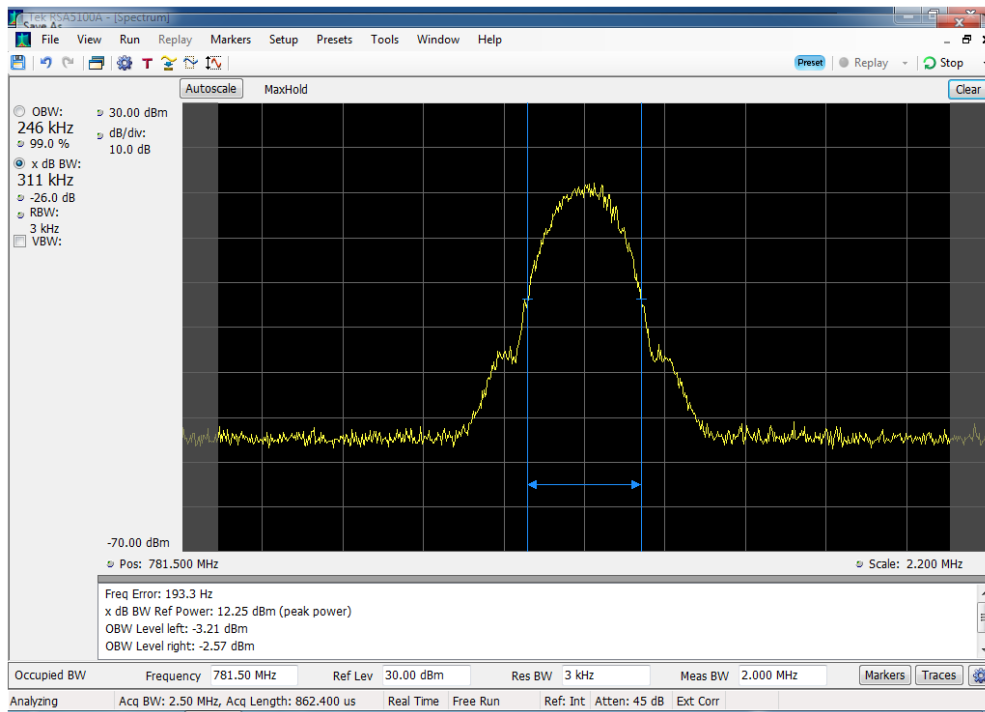 Tek RSA5100A - [Spectrum]
Save As
File View Run Replay Markers Setup Presets Tools Window Help
Preset Replay Stop
Autoscale MaxHold Clear
OBW:
246 kHz
99.0 %
x dB BW:
311 kHz
-26.0 dB
RBW:
3 kHz
VBW:
30.00 dBm
dB/div:
10.0 dB
-70.00 dBm
Pos: 781.500 MHz Scale: 2.200 MHz
Freq Error: 193.3 Hz
x dB BW Ref Power: 12.25 dBm (peak power)
OBW Level left: -3.21 dBm
OBW Level right: -2.57 dBm
Occupied BW Frequency 781.50 MHz Ref Lev 30.00 dBm Res BW 3 kHz Meas BW 2.000 MHz Markers Traces
Analyzing Acq BW: 2.50 MHz, Acq Length: 862.400 us Real Time Free Run Ref: Int Atten: 45 dB Ext Corr